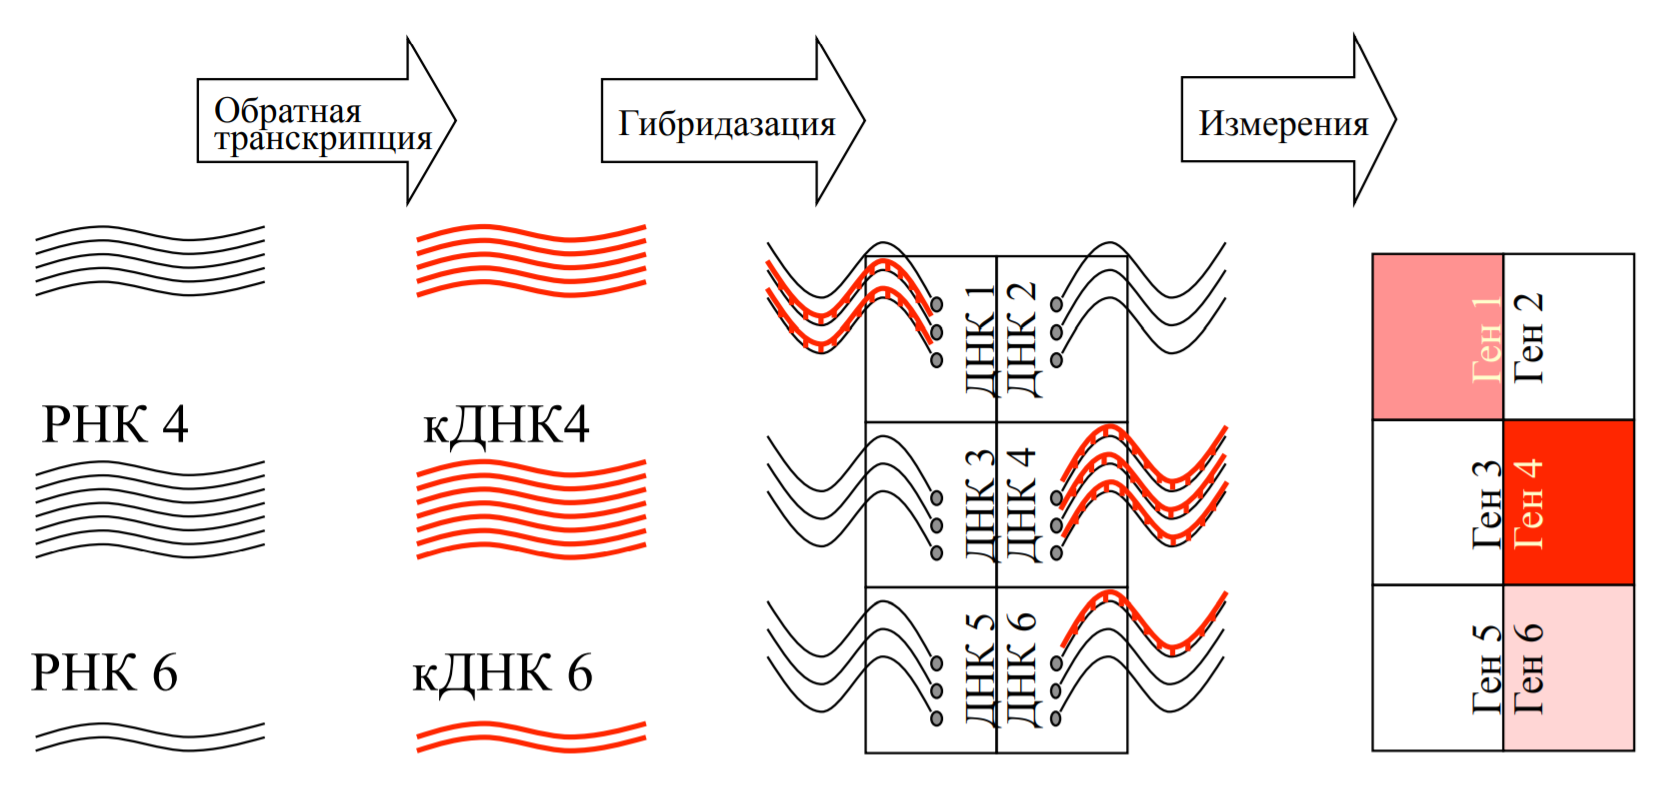 Обратная
транскрипция
Гибридазация
Измерения
РНК 4
кДНК4
РНК 6
кДНК 6
ДНК 1
ДНК 2
ДНК 3
ДНК 4
ДНК 5
ДНК 6
Ген 1
Ген 2
Ген 3
Ген 4
Ген 5
Ген 6